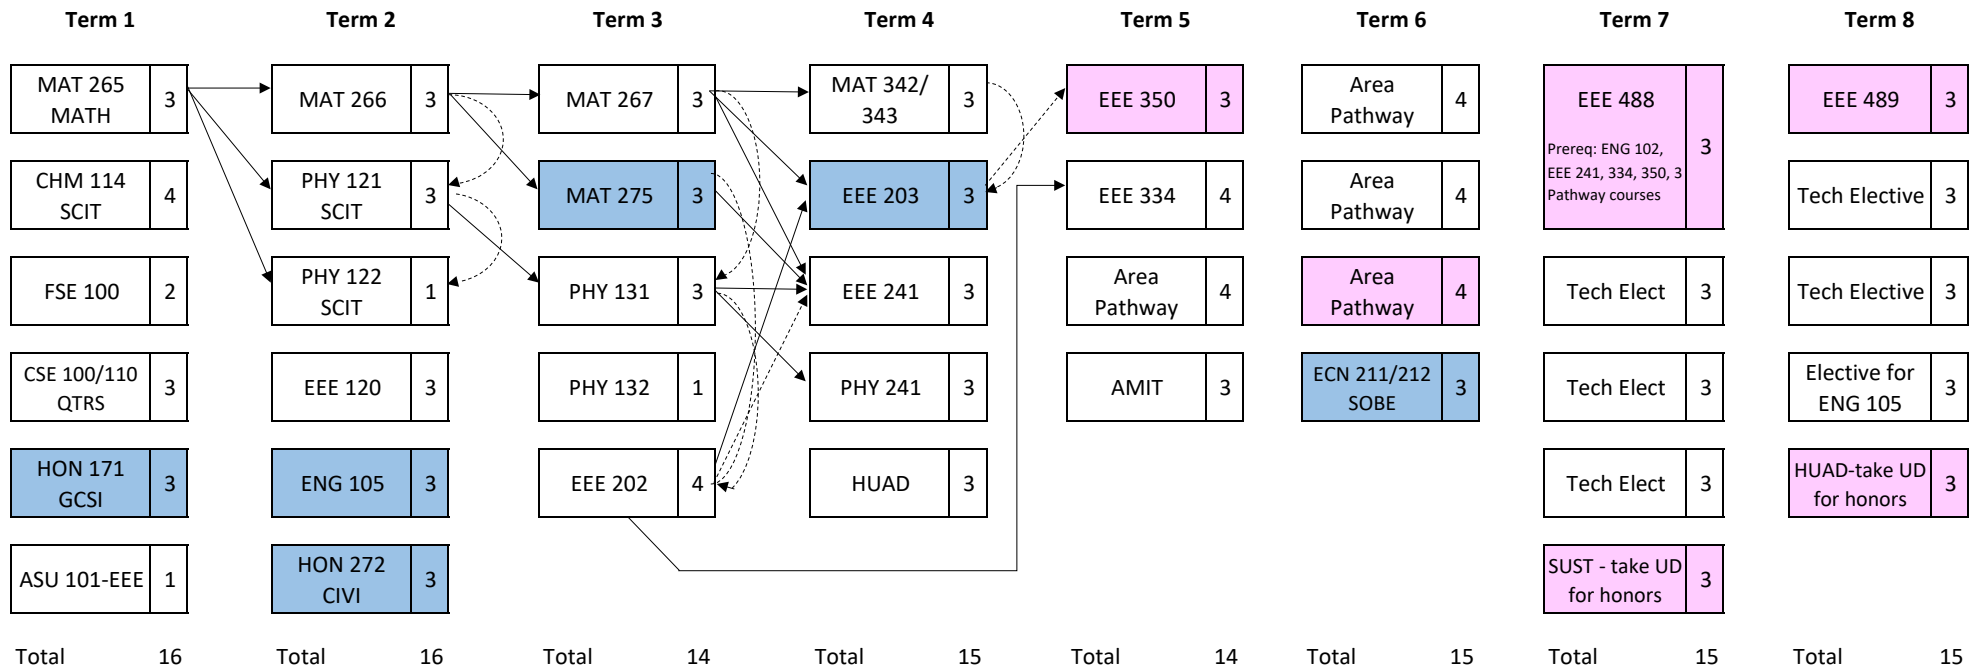 Term 1
MAT 265
MATH
3
CHM 114
SCIT
4
FSE 100
2
CSE 100/110
QTRS
3
HON 171
GCSI
3
ASU 101-EEE
1
Total 16
Term 2
MAT 266
3
PHY 121
SCIT
3
PHY 122
SCIT
1
EEE 120
3
ENG 105
3
HON 272
CIVI
3
Total 16
Term 3
MAT 267
3
MAT 275
3
PHY 131
3
PHY 132
1
EEE 202
4
Total 14
Term 4
MAT 342/
343
3
EEE 203
3
EEE 241
3
PHY 241
3
HUAD
3
Total 15
Term 5
EEE 350
3
EEE 334
4
Area
Pathway
4
AMIT
3
Total 14
Term 6
Area
Pathway
4
Area
Pathway
4
Area
Pathway
4
ECN 211/212
SOBE
3
Total 15
Term 7
EEE 488
Prereq: ENG 102,
EEE 241, 334, 350, 3
Pathway courses
3
Tech Elect
3
Tech Elect
3
Tech Elect
3
SUST - take UD
for honors
3
Total 15
Term 8
EEE 489
3
Tech Elective
3
Tech Elective
3
Elective for
ENG 105
3
HUAD-take UD
for honors
3
Total 15